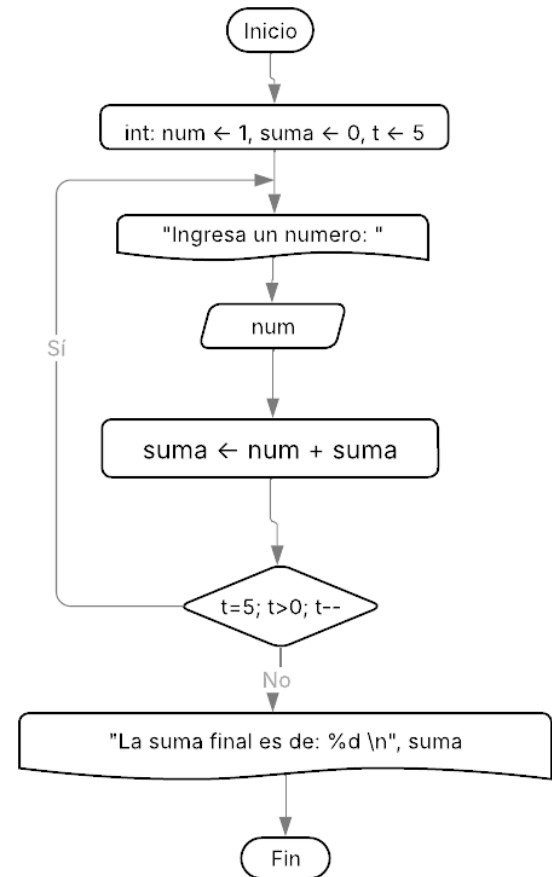 Inicio
int: num ← 1, suma ← 0, t ← 5
"Ingresa un numero: "
num
Sí
suma ← num + suma
t=5; t>0; t--
No
"La suma final es de: %d \n", suma
Fin